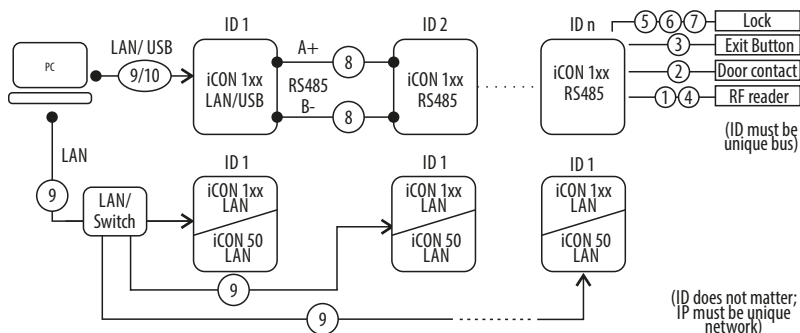 ID 1
ID 2
ID n
5 6 7 Lock
LAN/ USB
A+
8
3 Exit Button
PC
9/10
iCON 1xx
LAN/USB
RS485
iCON 1xx
RS485
iCON 1xx
RS485
2 Door contact
B-
8
1 4 RF reader
(ID must be
unique bus)
LAN
ID 1
ID 1
ID 1
9
LAN/
Switch
iCON 1xx
LAN
iCON 50
LAN
iCON 1xx
LAN
iCON 50
LAN
iCON 1xx
LAN
iCON 50
LAN
9
9
(ID does not matter;
IP must be unique
network)